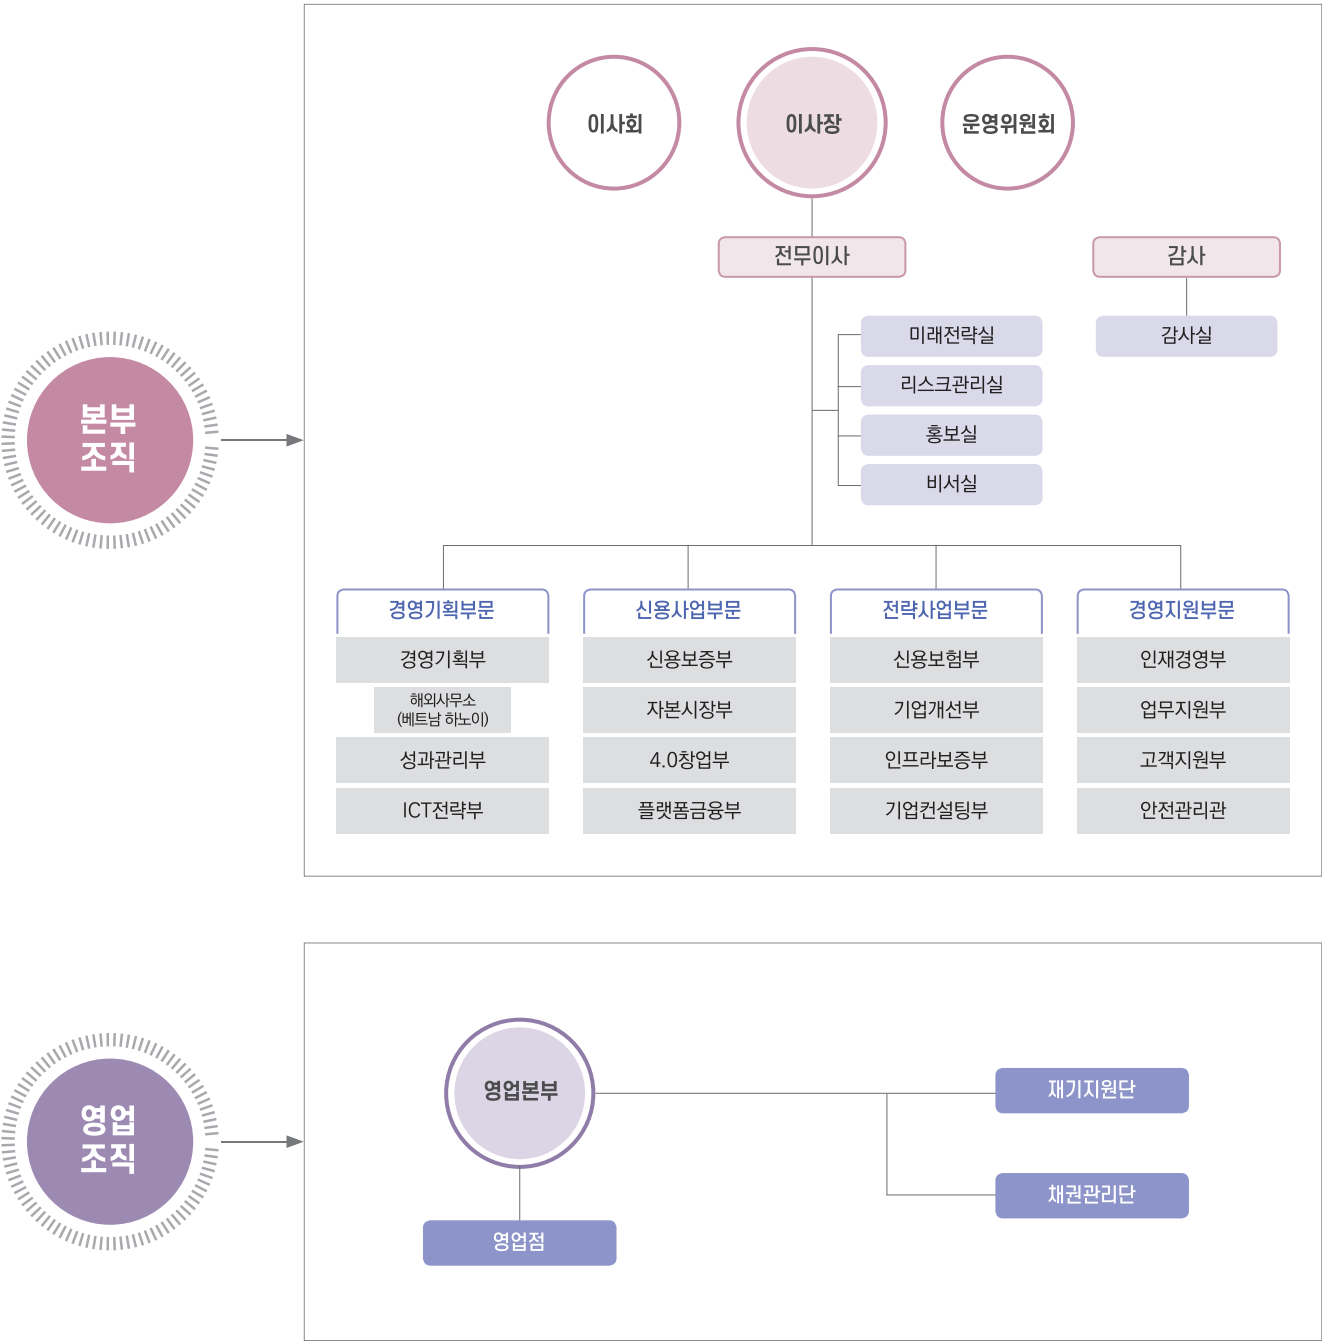 본부
조직
이사회
이사장
운영위원회
전무이사
감사
미래전략실
감사실
리스크관리실
홍보실
비서실
경영기획부문
신용사업부문
전략사업부문
경영지원부문
경영기획부
신용보증부
신용보험부
인재경영부
해외사무소
(베트남 하노이)
자본시장부
기업개선부
업무지원부
성과관리부
4.0창업부
인프라보증부
고객지원부
ICT전략부
플랫폼금융부
기업컨설팅부
안전관리관
영업
조직
영업본부
재기지원단
채권관리단
영업점